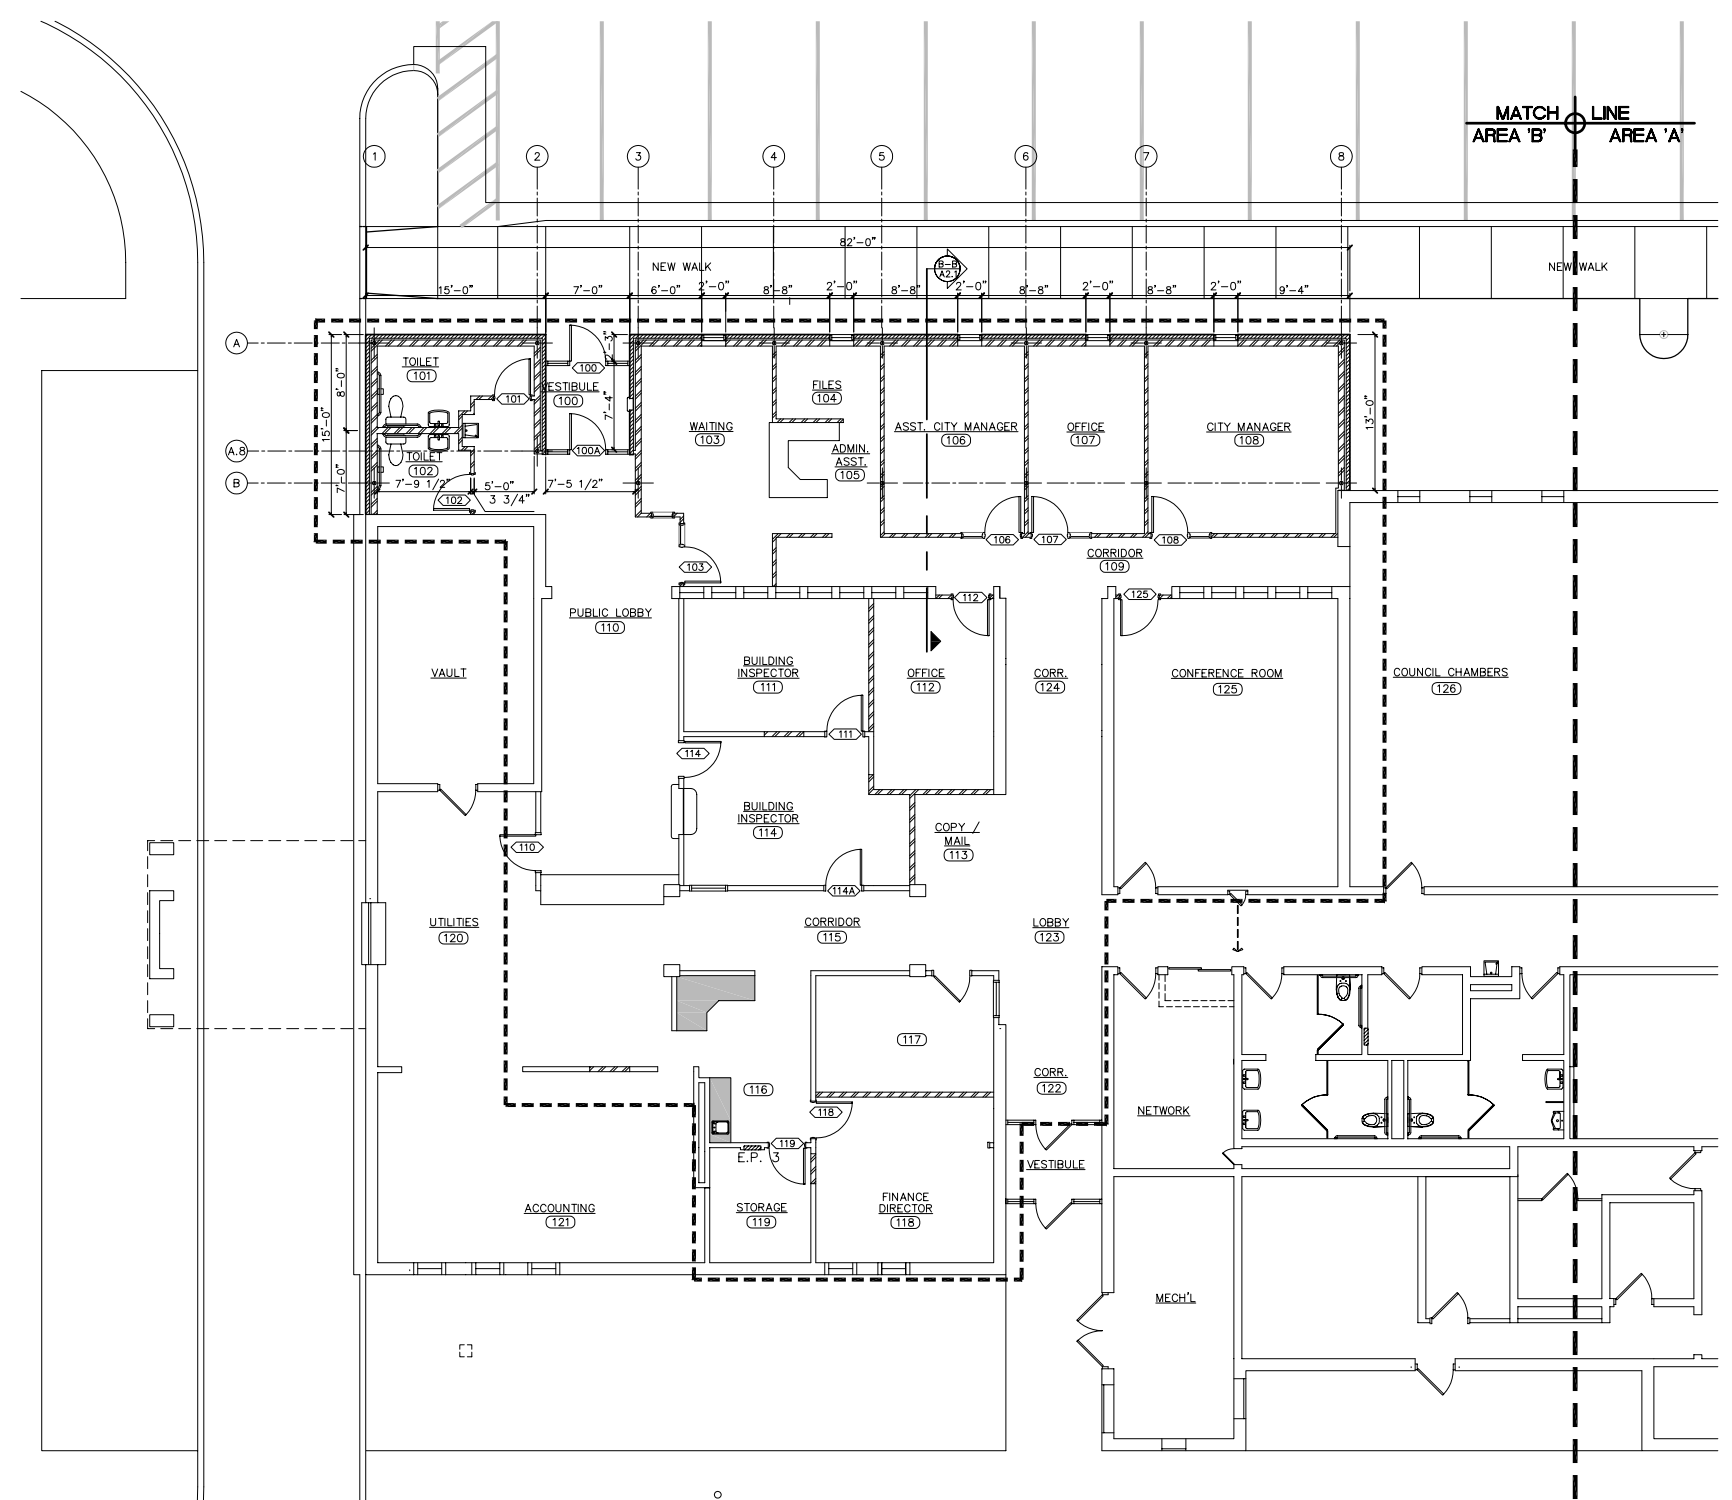 MATCH LINE
AREA 'B' AREA 'A'
1 2 3 4 5 6 7 8
82'-0"
B-B
A2.1
NEW WALK NEW WALK
15'-0" 7'-0" 6'-0" 2'-0" 8'-8" 2'-0" 8'-8" 2'-0" 8'-8" 2'-0" 8'-8" 2'-0" 9'-4"
A
TOILET
101
8'-0"
15'-0"
7'-0"
101
100
VESTIBULE
100
7'-4"
100A
FILES
104
WAITING
103
ASST. CITY MANAGER
106
OFFICE
107
CITY MANAGER
108
13'-0"
A.8
TOILET
102
ADMIN.
ASST.
105
B
7'-9 1/2" 5'-0" 7'-5 1/2"
3 3/4"
102
106 107 108
CORRIDOR
109
103
112 125
PUBLIC LOBBY
110
VAULT
BUILDING
INSPECTOR
111
OFFICE
112
CORR.
124
CONFERENCE ROOM
125
COUNCIL CHAMBERS
126
111
114
BUILDING
INSPECTOR
114
COPY /
MAIL
113
110
114A
UTILITIES
120
CORRIDOR
115
LOBBY
123
117
CORR.
122
116
118
NETWORK
119
E.P. 3
VESTIBULE
ACCOUNTING
121
STORAGE
119
FINANCE
DIRECTOR
118
MECH'L